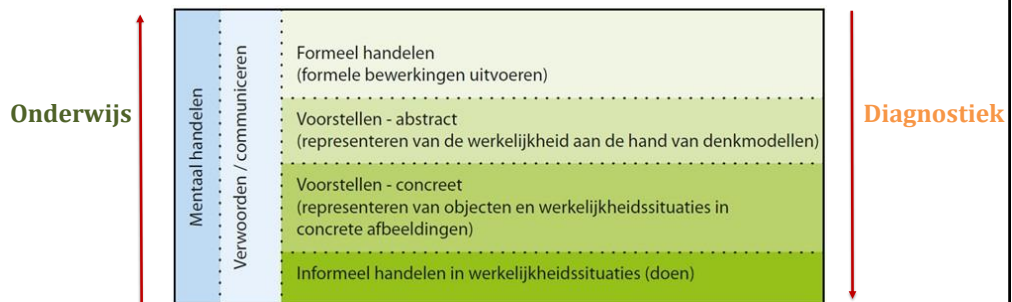 Onderwijs
Mentaal handelen
Verwoorden / communiceren
Formeel handelen
(formele bewerkingen uitvoeren)
Voorstellen - abstract
(representeren van de werkelijkheid aan de hand van denkmodellen)
Voorstellen - concreet
(representeren van objecten en werkelijkheidssituaties in
concrete afbeeldingen)
Informeel handelen in werkelijkheidssituaties (doen)
Diagnostiek